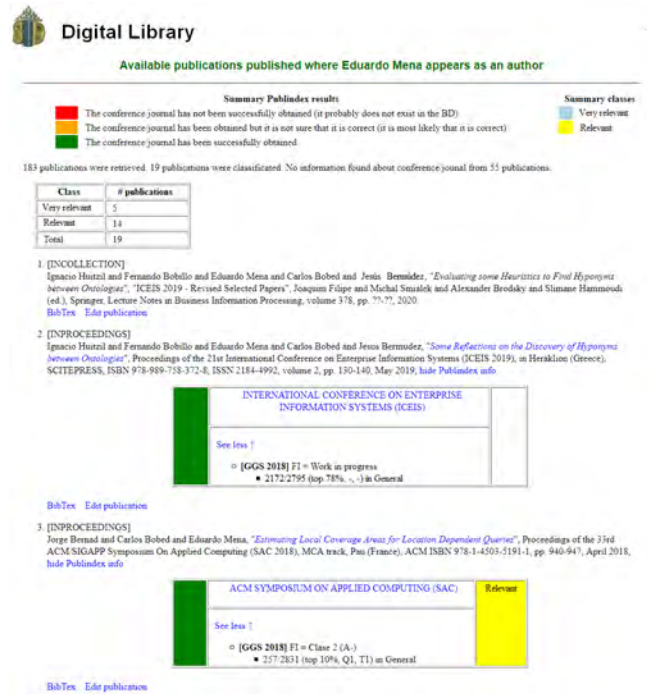 Digital Library
Available publications published where Eduardo Mena appears as an author
Summary Publindex results
The conference/journal has not been successfully obtained (it probably does not exist in the BD)
The conference/journal has been obtained but it is not sure that it is correct (it is most likely that it is correct)
The conference/journal has been successfully obtained
Summary classes
Very relevant
Relevant
183 publications were retrieved. 19 publications were classificated. No information found about conference/jounal from 55 publications.
Class # publications
Very relevant 5
Relevant 14
Total 19
1. [INCOLLECTION]
Ignacio Huitzil and Fernando Bobillo and Eduardo Mena and Carlos Bobed and Jesús Bermúdez, "Evaluating some Heuristics to Find Hyponyms
between Ontologies", "ICEIS 2019 - Revised Selected Papers", Joaquim Filipe and Michal Smialek and Alexander Brodsky and Slimane Hammoudi
(ed.), Springer, Lecture Notes in Business Information Processing, volume 378, pp. ??-??, 2020.
BibTex Edit publication
2. [INPROCEEDINGS]
Ignacio Huitzil and Fernando Bobillo and Eduardo Mena and Carlos Bobed and Jesus Bermudez, "Some Reflections on the Discovery of Hyponyms
between Ontologies", Proceedings of the 21st International Conference on Enterprise Information Systems (ICEIS 2019), in Heraklion (Greece),
SCITEPRESS, ISBN 978-989-758-372-8, ISSN 2184-4992, volume 2, pp. 130-140, May 2019, hide Publindex info
INTERNATIONAL CONFERENCE ON ENTERPRISE
INFORMATION SYSTEMS (ICEIS)
See less ↑
[GGS 2018] FI = Work in progress
2172/2795 (top 78%, -, -) in General
BibTex Edit publication
3. [INPROCEEDINGS]
Jorge Bernad and Carlos Bobed and Eduardo Mena, "Estimating Local Coverage Areas for Location Dependent Queries", Proceedings of the 33rd
ACM/SIGAPP Symposium On Applied Computing (SAC 2018), MCA track, Pau (France), ACM ISBN 978-1-4503-5191-1, pp. 940-947, April 2018,
hide Publindex info
ACM SYMPOSIUM ON APPLIED COMPUTING (SAC)
Relevant
See less ↑
[GGS 2018] FI = Clase 2 (A-)
257/2831 (top 10%, Q1, T1) in General
BibTex Edit publication